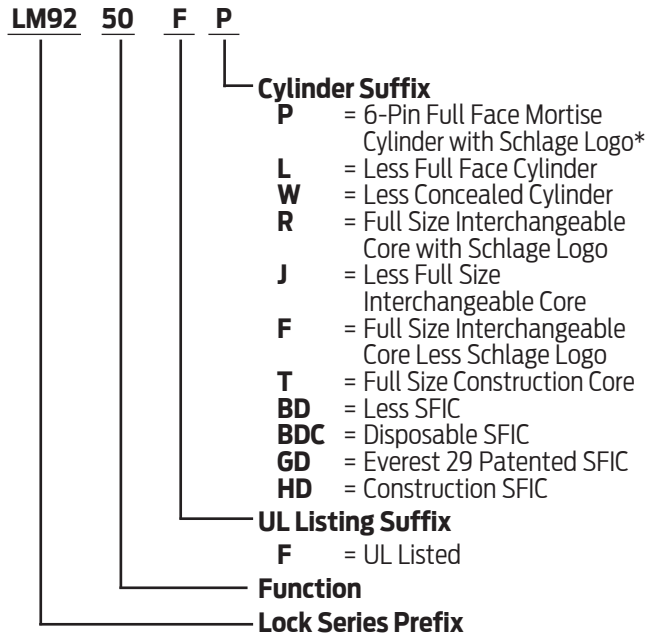 LM92 50 F P
Cylinder Suffix
P = 6-Pin Full Face Mortise
Cylinder with Schlage Logo*
L = Less Full Face Cylinder
W = Less Concealed Cylinder
R = Full Size Interchangeable
Core with Schlage Logo
J = Less Full Size
Interchangeable Core
F = Full Size Interchangeable
Core Less Schlage Logo
T = Full Size Construction Core
BD = Less SFIC
BDC = Disposable SFIC
GD = Everest 29 Patented SFIC
HD = Construction SFIC
UL Listing Suffix
F = UL Listed
Function
Lock Series Prefix